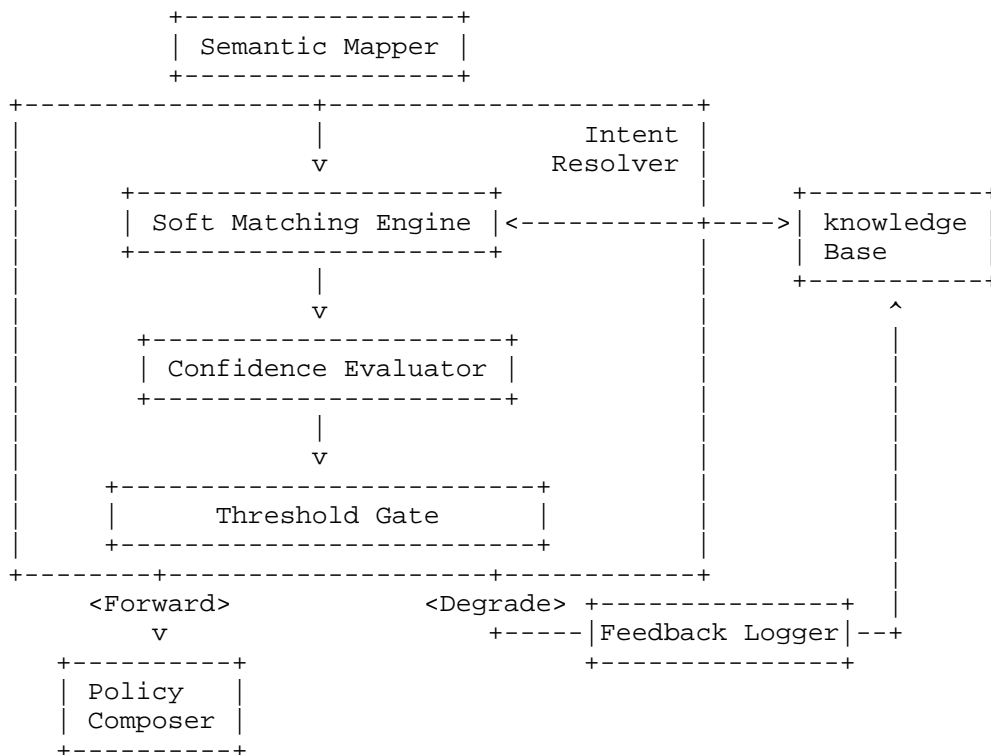 Semantic Mapper
Intent
Resolver
Soft Matching Engine
knowledge
Base
Confidence Evaluator
Threshold Gate
<Forward>
<Degrade>
Feedback Logger
Policy
Composer